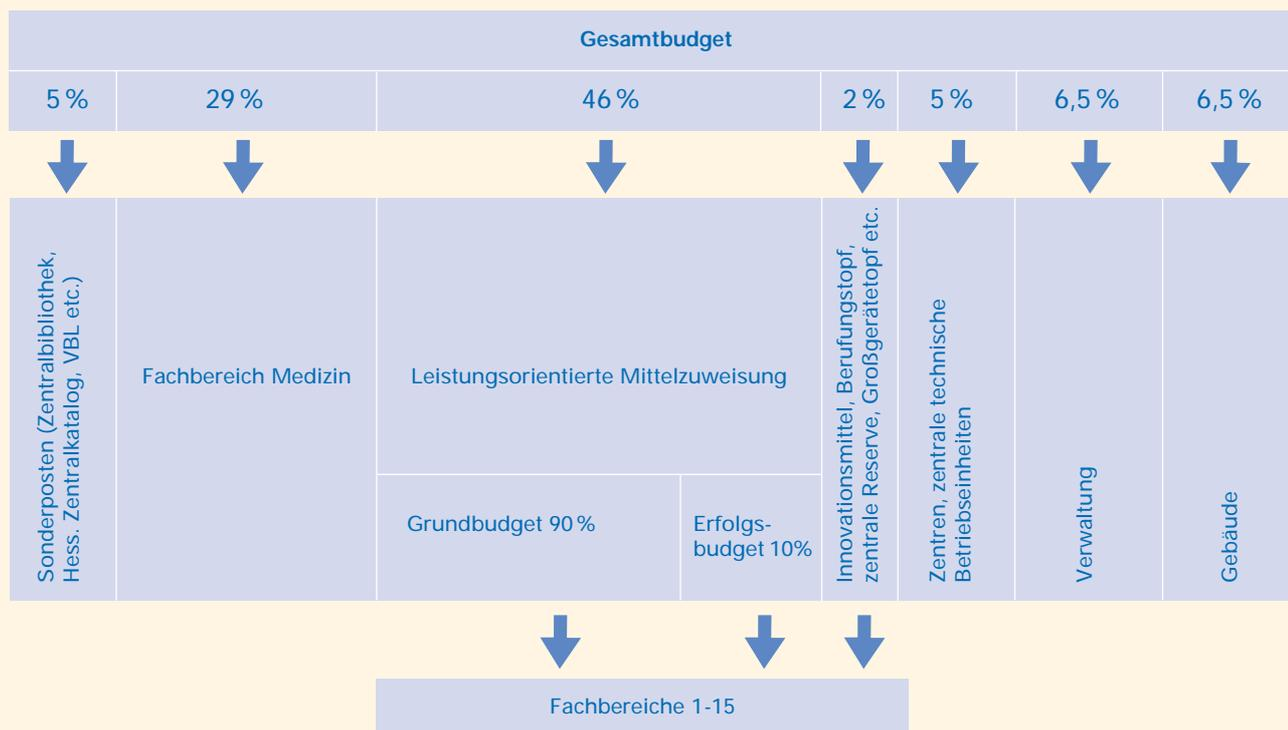 Gesamtbudget
5 % 29 % 46 % 2 % 5 % 6,5 % 6,5 %
Sonderposten (Zentralbibliothek,
Hess. Zentralkatalog, VBL etc.)
Fachbereich Medizin
Leistungsorientierte Mittelzuweisung
Grundbudget 90 %
Erfolgs-
budget 10%
Innovationsmittel, Berufungstopf,
zentrale Reserve, Großgerätetopf etc.
Zentren, zentrale technische
Betriebseinheiten
Verwaltung
Gebäude
Fachbereiche 1-15